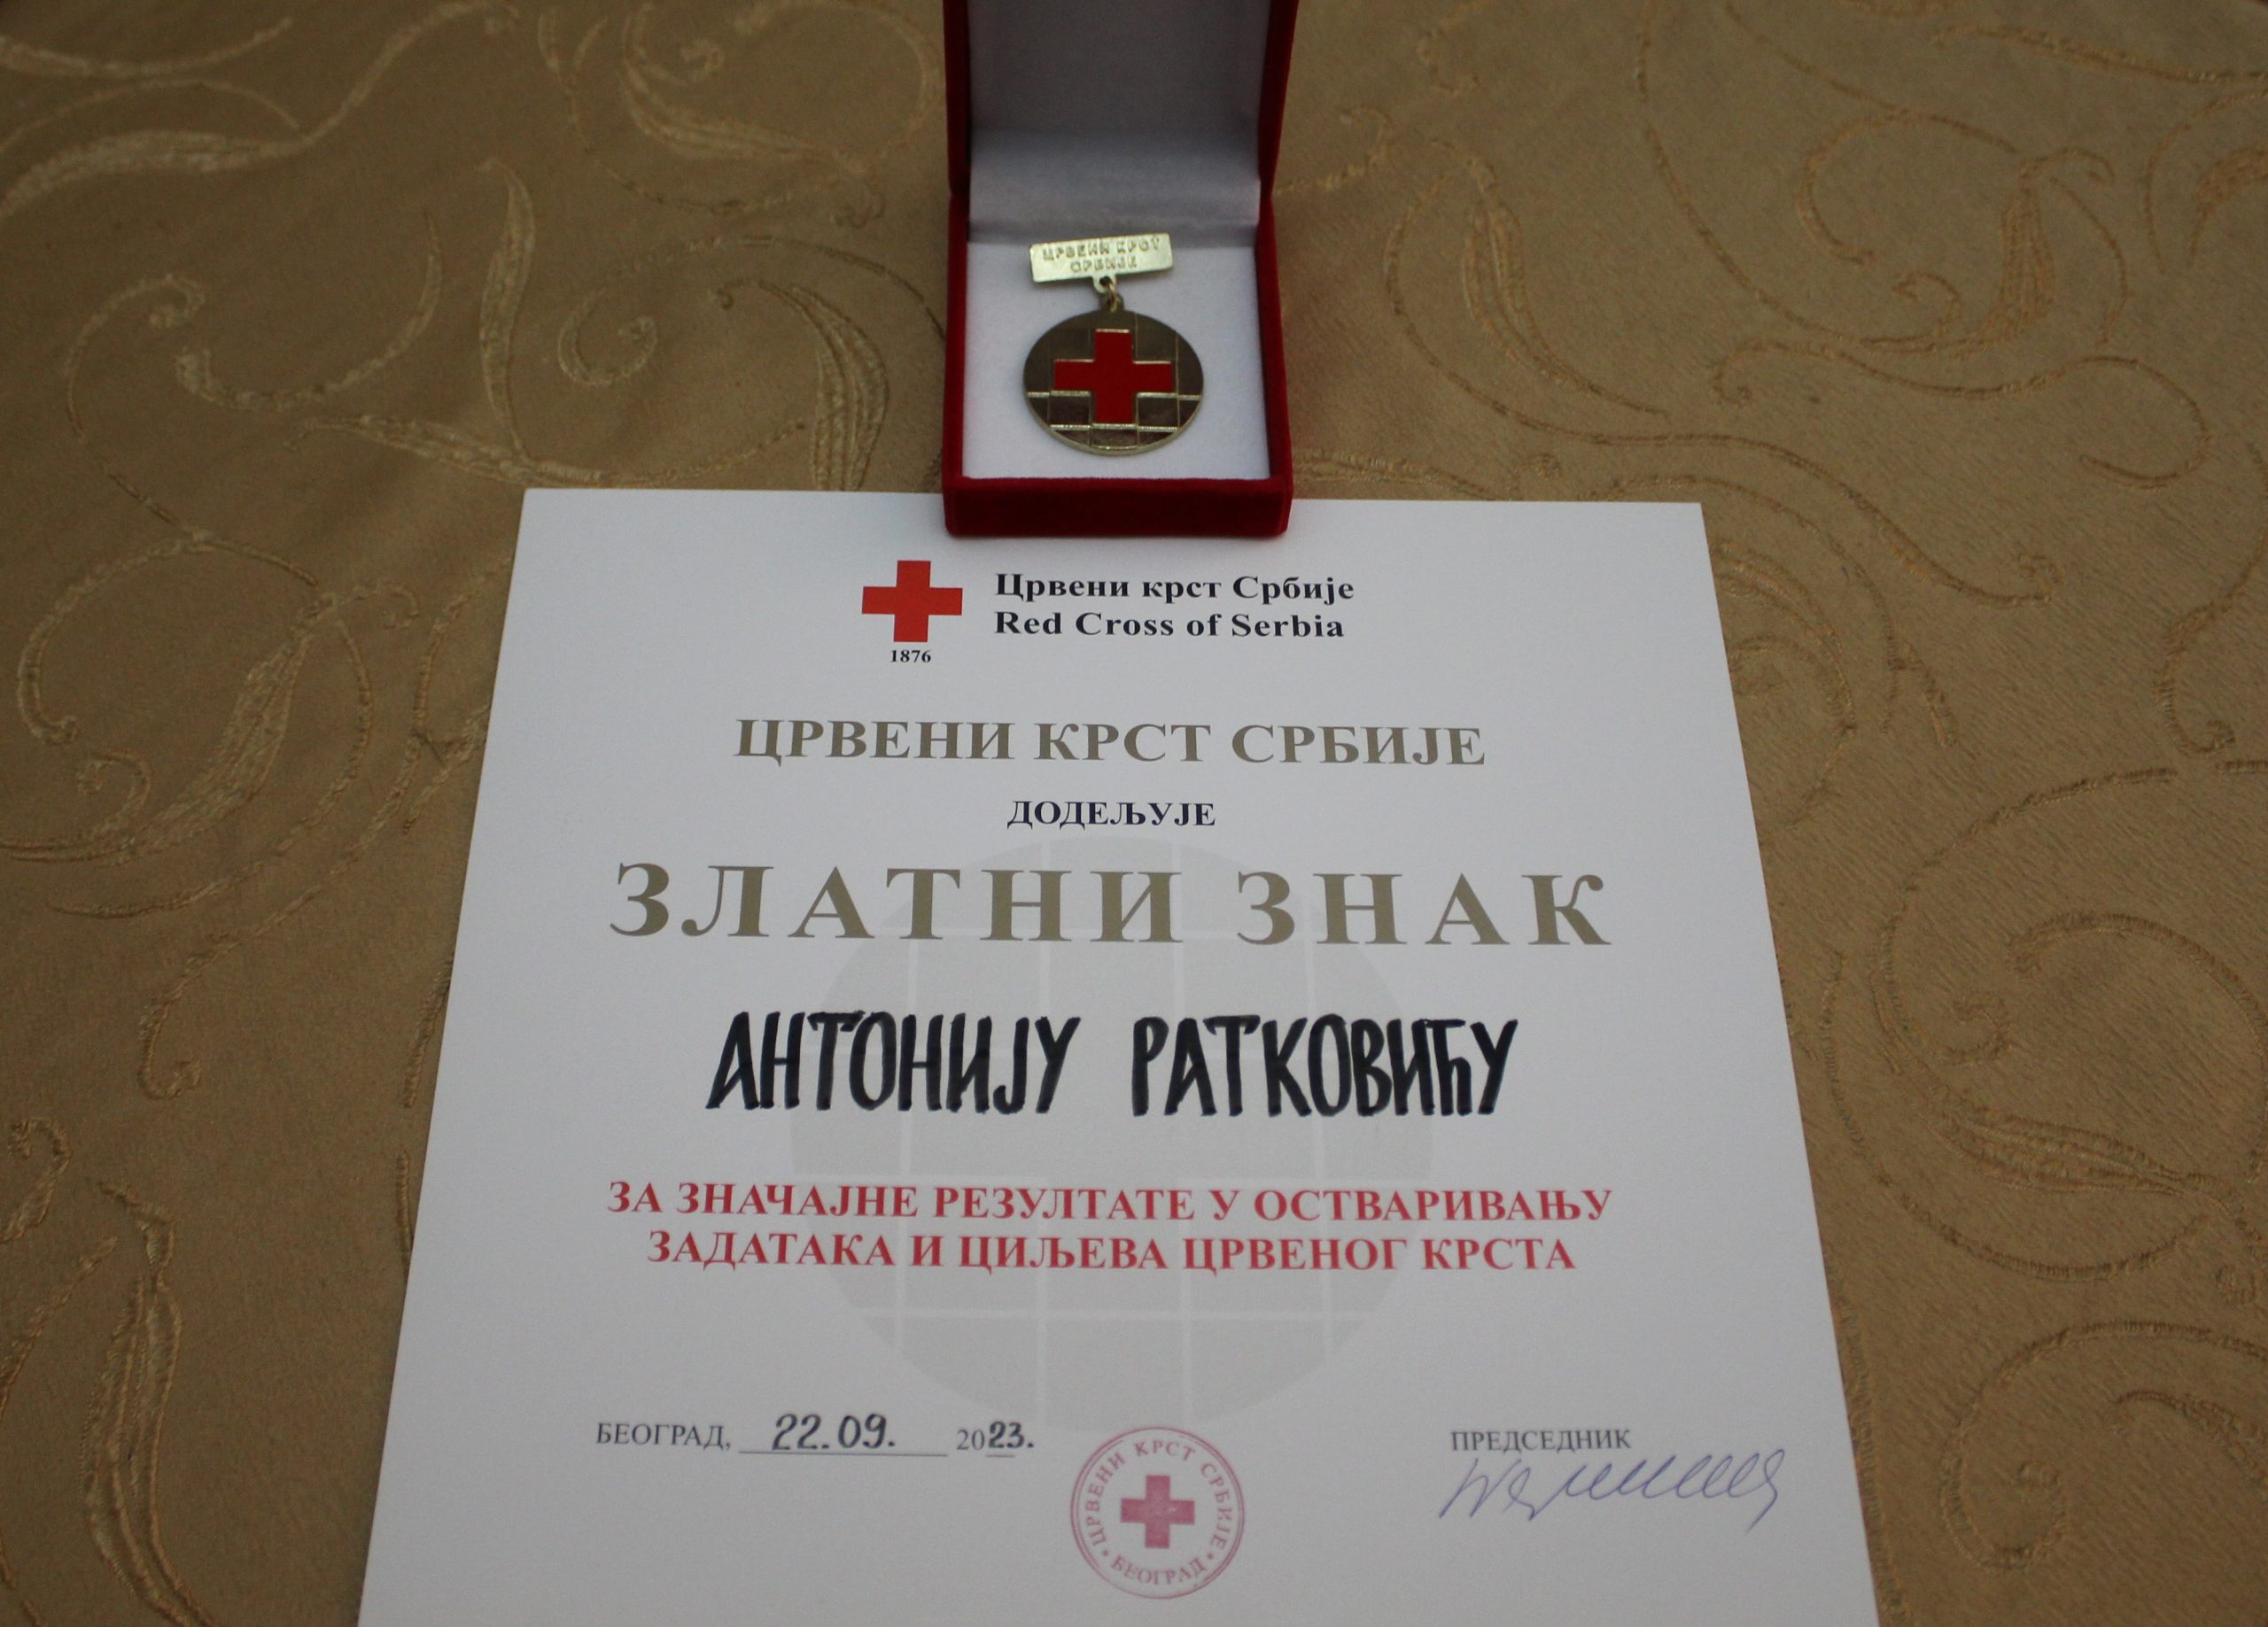 ЦРВЕНИ КРСТ
СРБИЈЕ
Црвени крст Србије
Red Cross of Serbia
1876
ЦРВЕНИ КРСТ СРБИЈЕ
ДОДЕЉУЈЕ
ЗЛАТНИ ЗНАК
АНТОНИЈУ РАТКОВИЋУ
ЗА ЗНАЧАЈНЕ РЕЗУЛТАТЕ У ОСТВАРИВАЊУ
ЗАДАТАКА И ЦИЉЕВА ЦРВЕНОГ КРСТА
БЕОГРАД, 22.09. 2023.
ПРЕДСЕДНИК
ЦРВЕНИ КРСТ СРБИЈЕ
• БЕОГРАД •